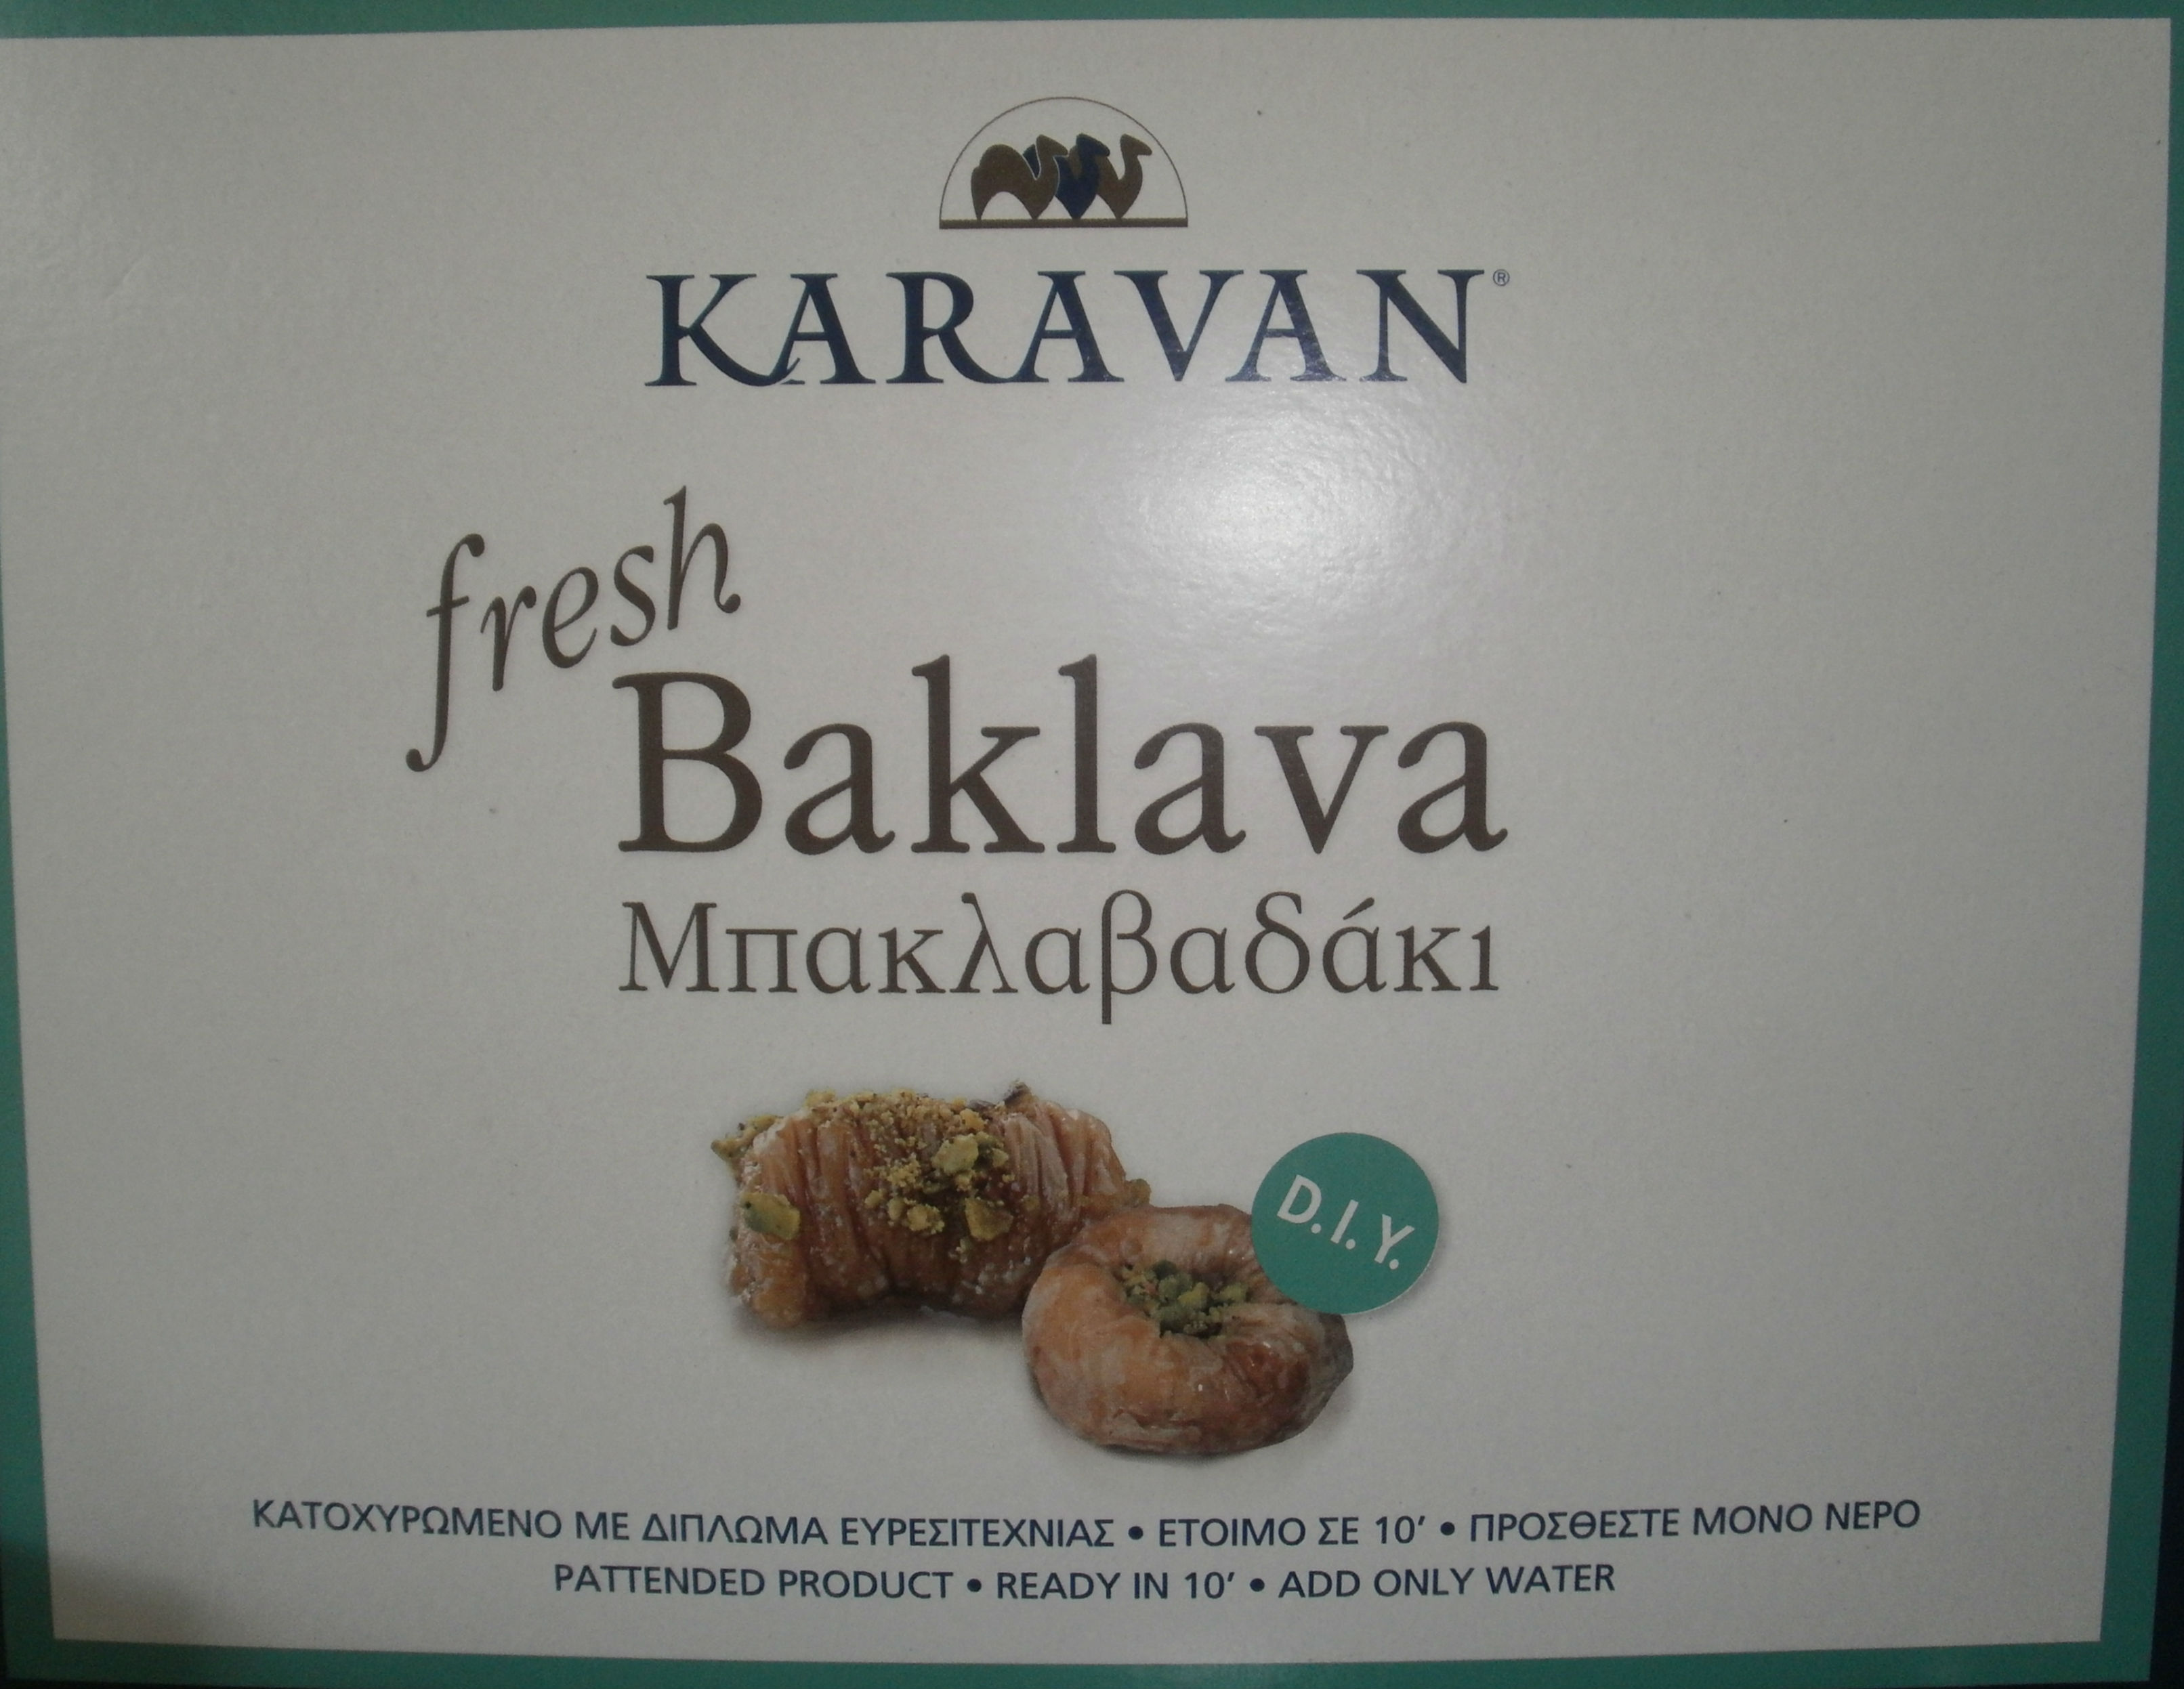 KARAVAN®
fresh
Baklava
Μπακλαβαδάκι
D.I.Y.
ΚΑΤΟΧΥΡΩΜΕΝΟ ΜΕ ΔΙΠΛΩΜΑ ΕΥΡΕΣΙΤΕΧΝΙΑΣ • ΕΤΟΙΜΟ ΣΕ 10′ • ΠΡΟΣΘΕΣΤΕ ΜΟΝΟ ΝΕΡΟ
PATTENDED PRODUCT • READY IN 10′ • ADD ONLY WATER